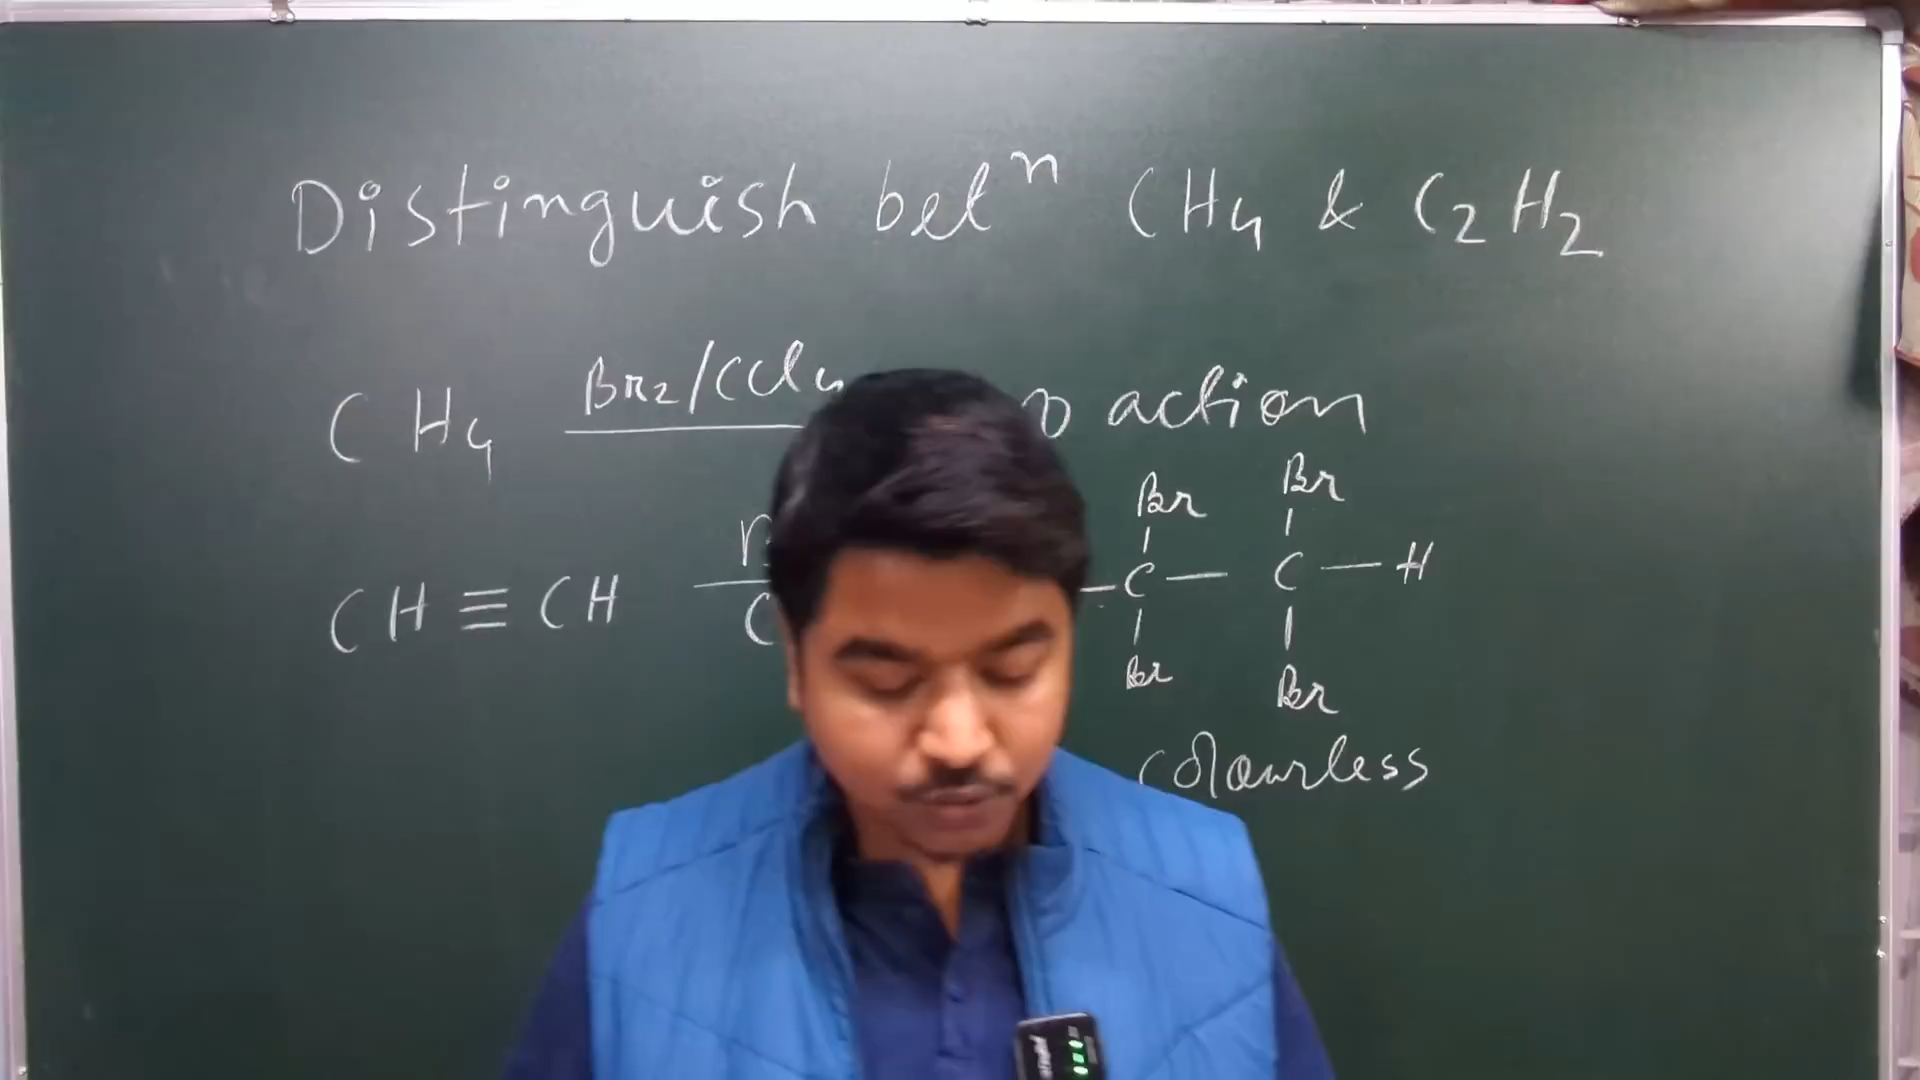 Distinguish betⁿ CH₄ & C₂H₂
CH₄ Br₂/CCl₄ action
Br Br
CH ≡ CH C — C — H
Br Br
colourless